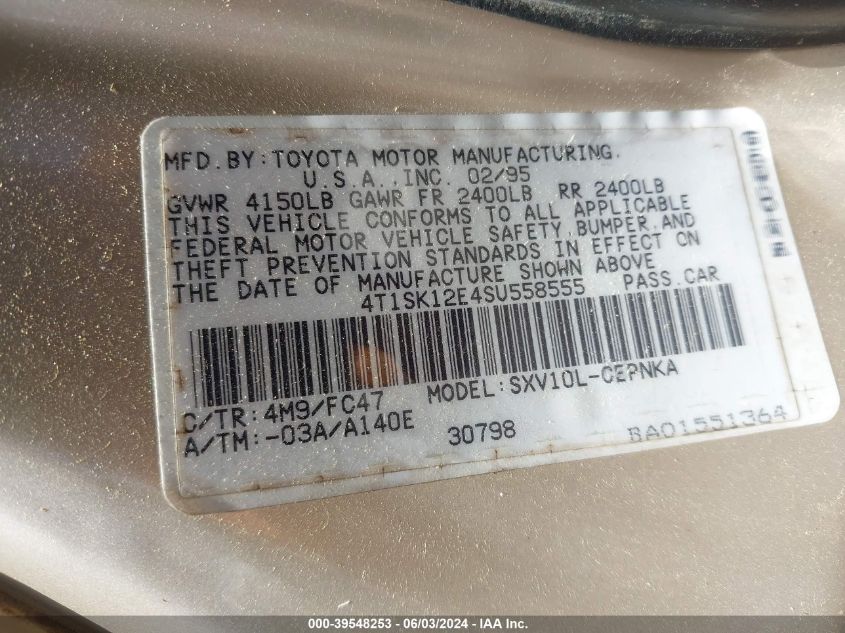 MFD. BY: TOYOTA MOTOR MANUFACTURING.
U.S.A., INC. 02/95
GVWR 4150LB GAWR FR 2400LB RR 2400LB
THIS VEHICLE CONFORMS TO ALL APPLICABLE
FEDERAL MOTOR VEHICLE SAFETY, BUMPER, AND
THEFT PREVENTION STANDARDS IN EFFECT ON
THE DATE OF MANUFACTURE SHOWN ABOVE
4T1SK12E4SU558555 PASS. CAR
C/TR: 4M9/FC47 MODEL: SXV10L-CEPNKA
A/TM: -03A/A140E 30798 BA01551364
000-39548253 - 06/03/2024 - IAA Inc.